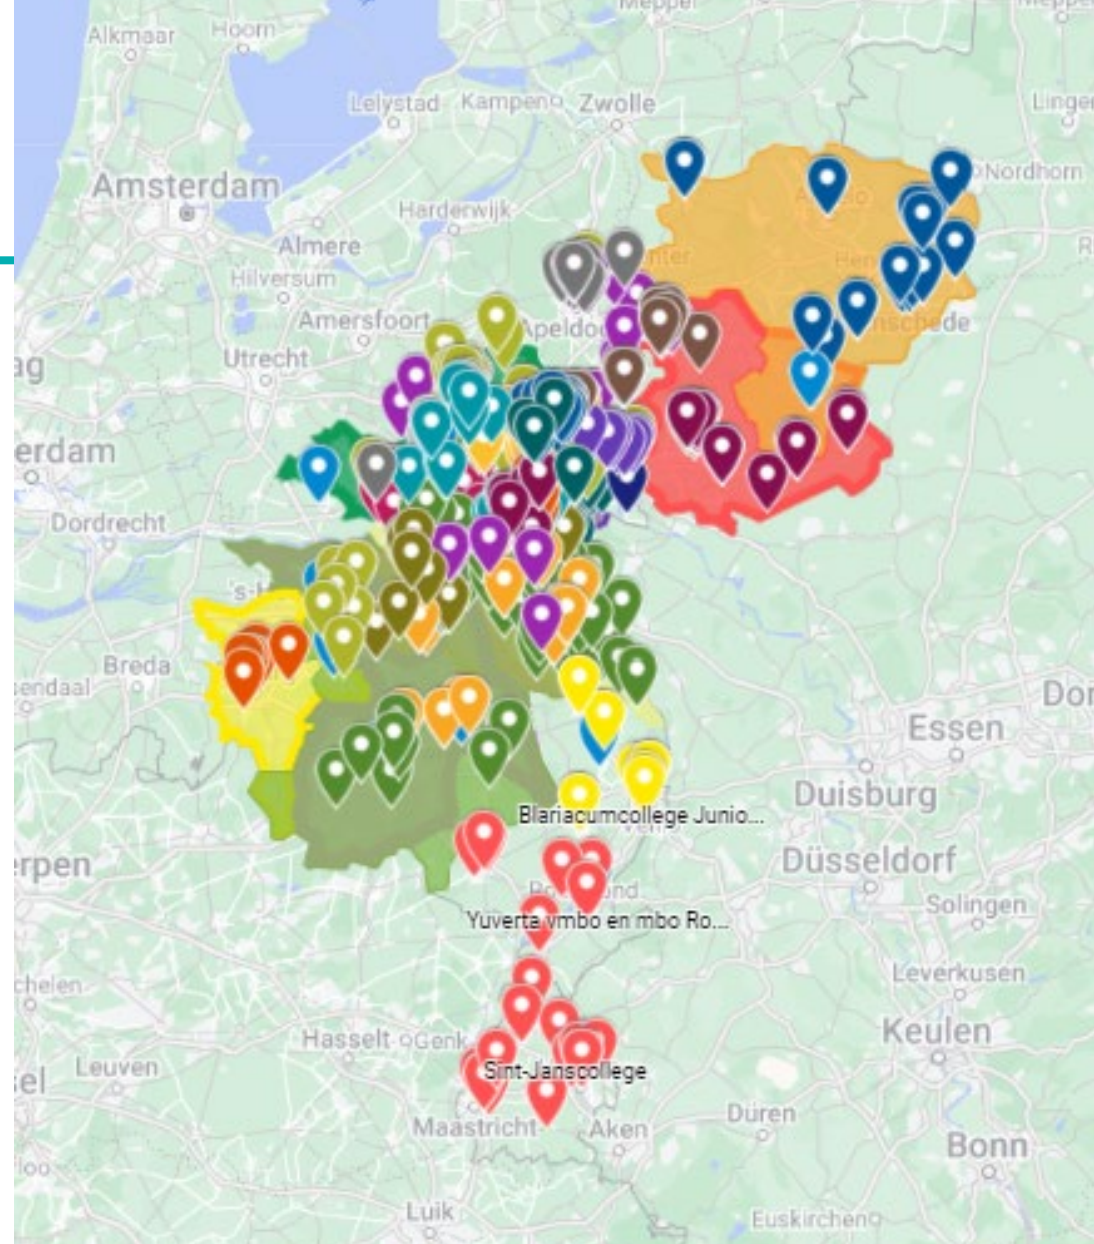 Meppel
Alkmaar
Hoorn
Lelystad
Kampen
Zwolle
Amsterdam
Nordhorn
Harderwijk
Almere
Hilversum
Amersfoort
Utrecht
Dordrecht
Breda
Essen
Duisburg
Blariacumcollege Junio...
Düsseldorf
Yuverta vmbo en mbo Ro...
Solingen
Leverkusen
Hasselt
Genk
Keulen
Leuven
Sint-Janscollege
Maastricht
Aken
Düren
Bonn
Luik
Euskirchen